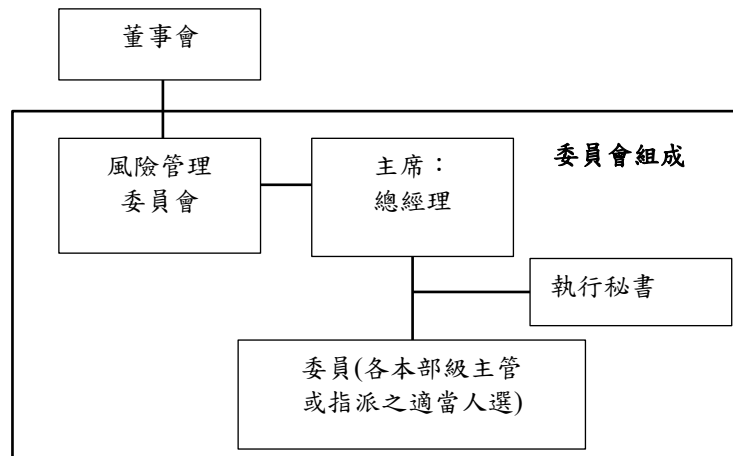 董事會
風險管理
委員會
主席：
總經理
委員會組成
執行秘書
委員(各本部級主管
或指派之適當人選)